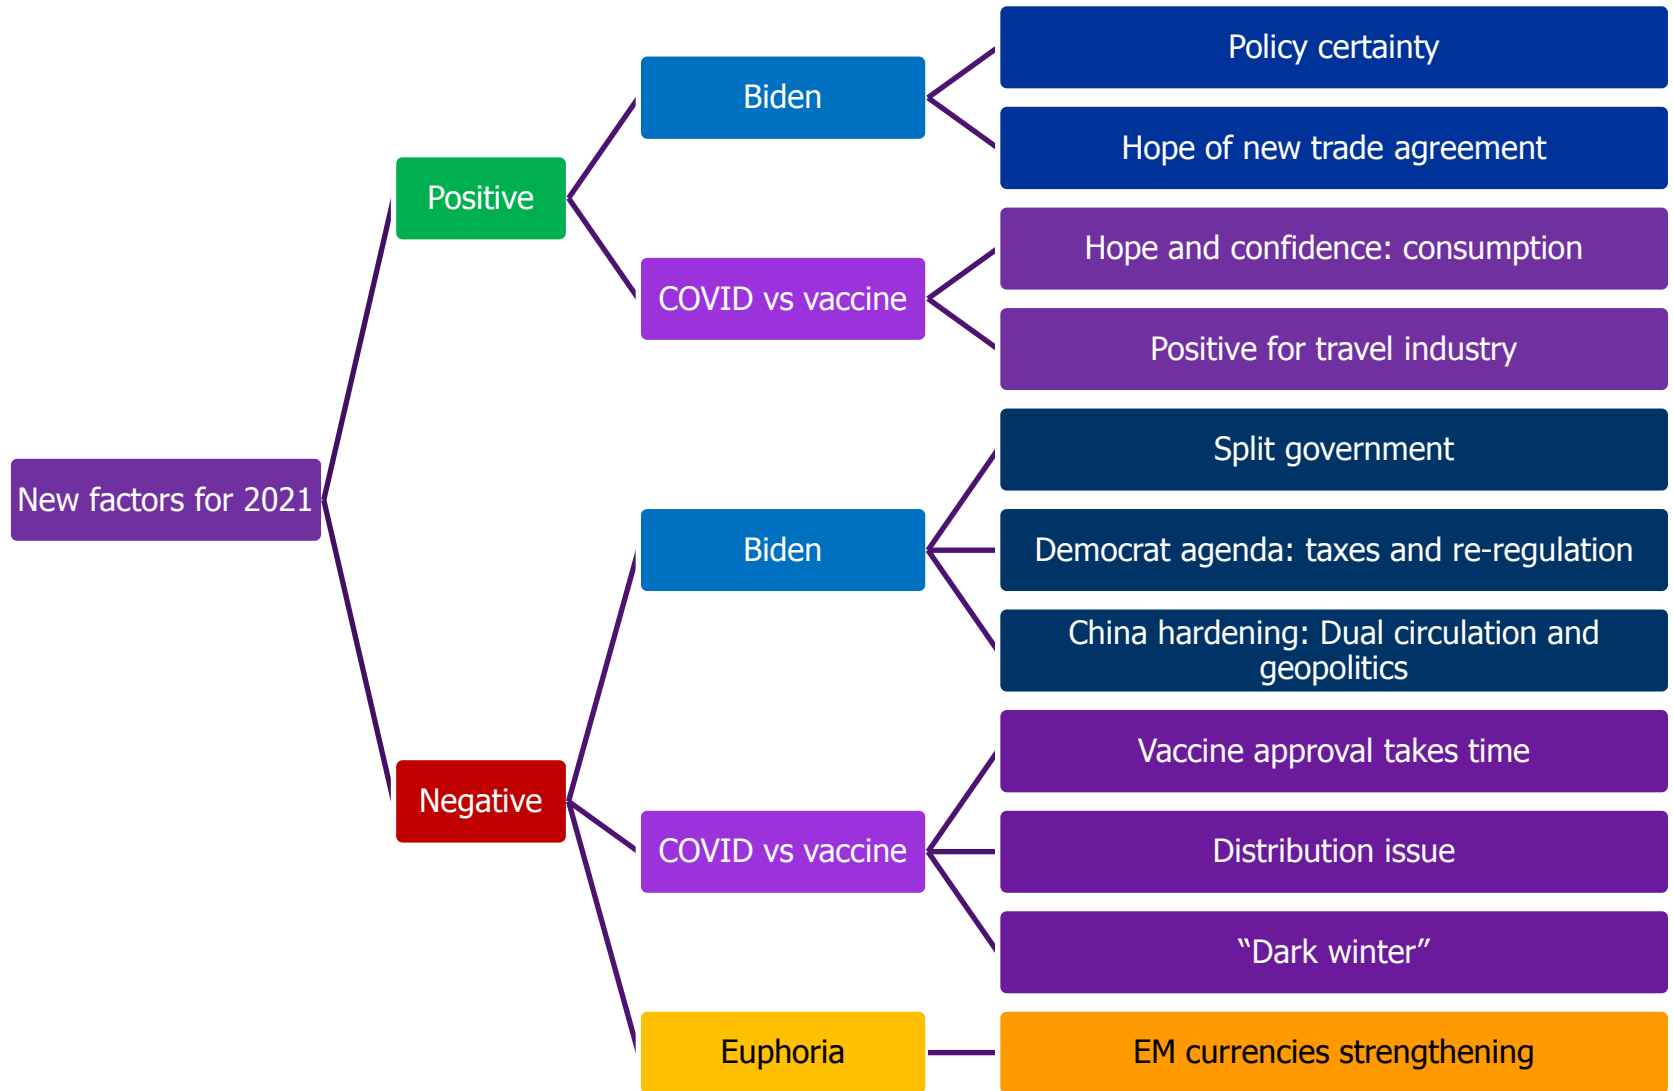 New factors for 2021
Positive
Biden
Policy certainty
Hope of new trade agreement
COVID vs vaccine
Hope and confidence: consumption
Positive for travel industry
Negative
Biden
Split government
Democrat agenda: taxes and re-regulation
China hardening: Dual circulation and
geopolitics
COVID vs vaccine
Vaccine approval takes time
Distribution issue
“Dark winter”
Euphoria
EM currencies strengthening